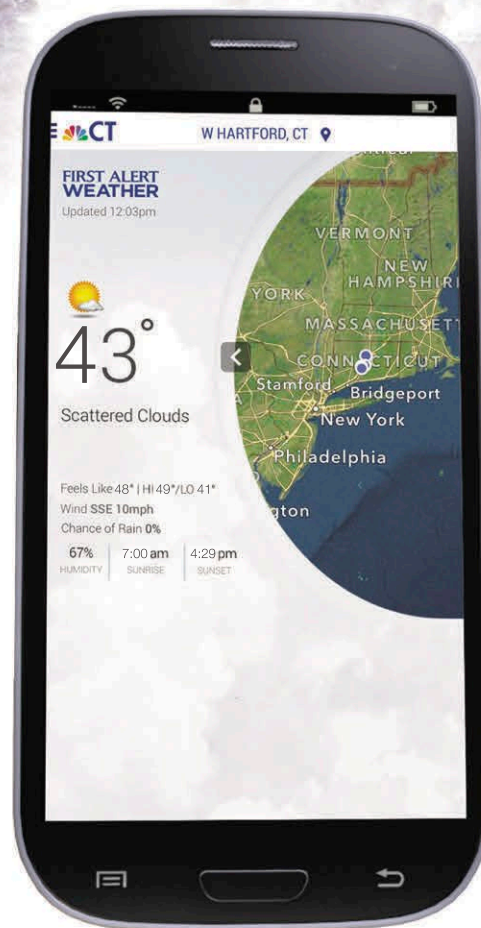 CT
W HARTFORD, CT
FIRST ALERT
WEATHER
Updated 12:03pm
43°
Scattered Clouds
Feels Like 48° | HI 49°/LO 41°
Wind SSE 10mph
Chance of Rain 0%
67% 7:00 am 4:29 pm
HUMIDITY SUNRISE SUNSET
VERMONT
NEW
HAMPSHIR
YORK
MASSACHUSET
CONNECTICUT
Stamford
Bridgeport
New York
Philadelphia
gton